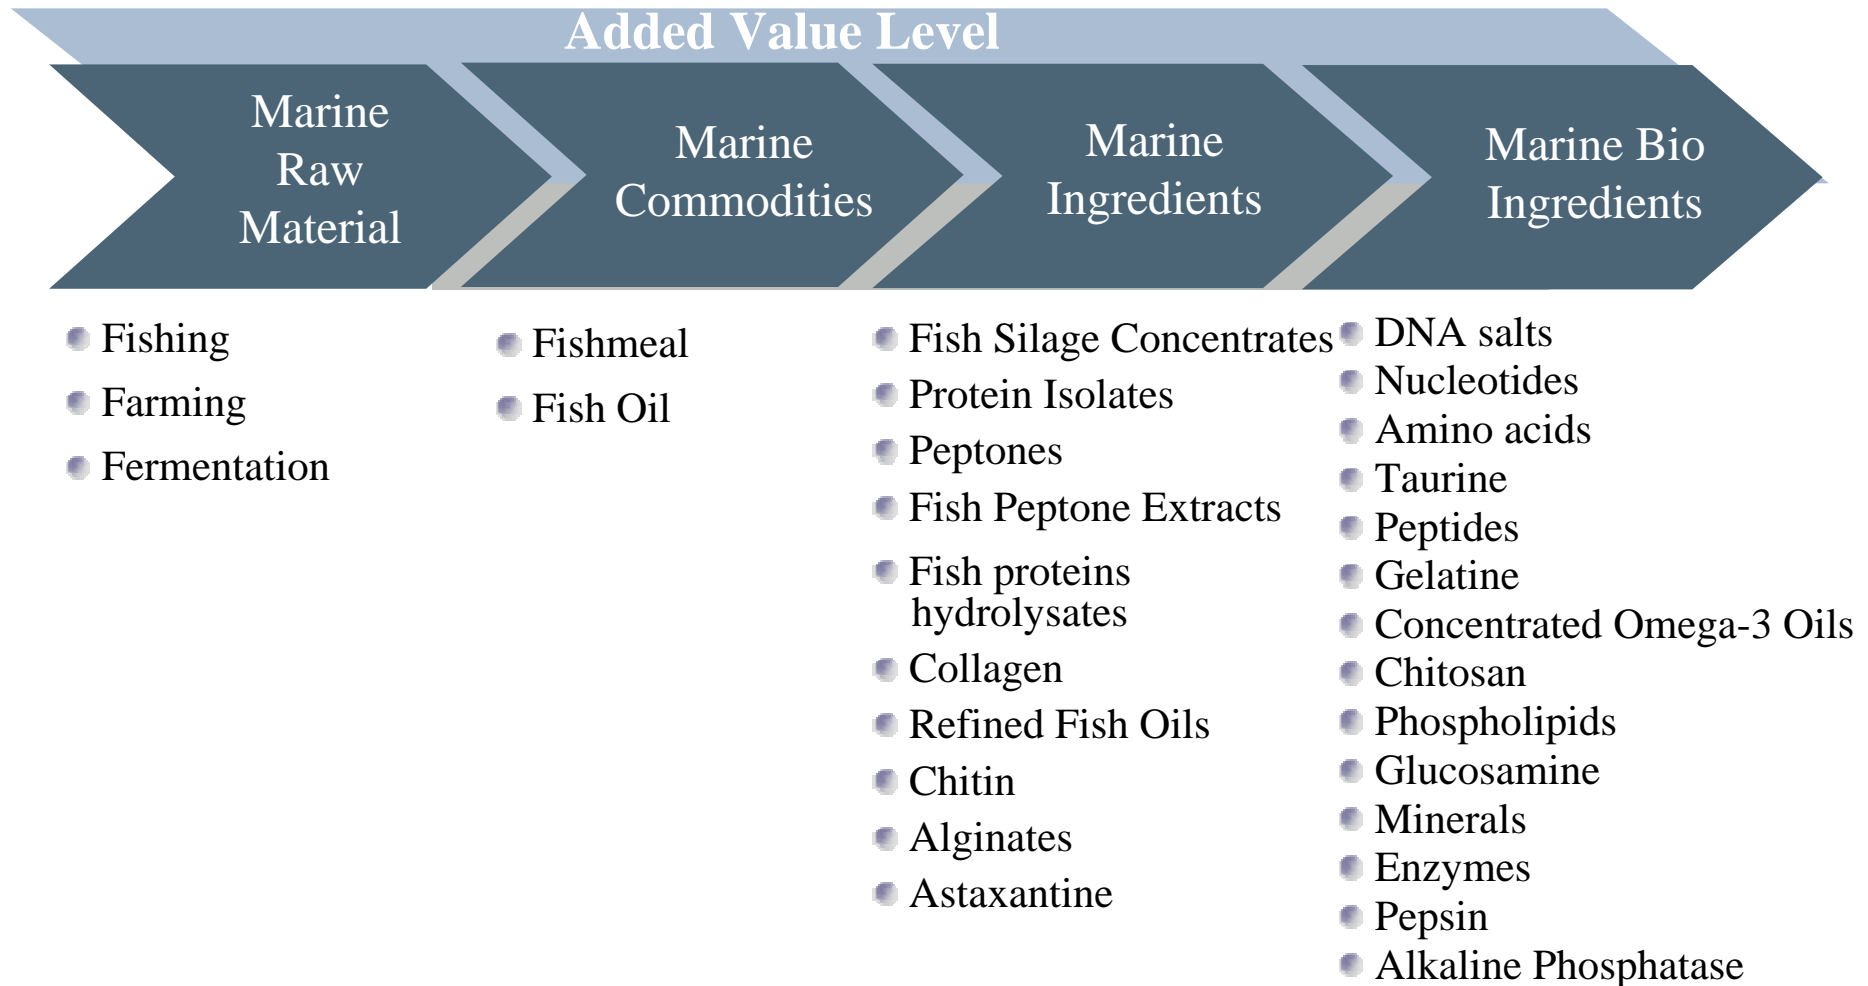 Added Value Level
Marine
Raw
Material
Marine
Commodities
Marine
Ingredients
Marine Bio
Ingredients
Fishing
Farming
Fermentation
Fishmeal
Fish Oil
Fish Silage Concentrates
Protein Isolates
Peptones
Fish Peptone Extracts
Fish proteins
hydrolysates
Collagen
Refined Fish Oils
Chitin
Alginates
Astaxantine
DNA salts
Nucleotides
Amino acids
Taurine
Peptides
Gelatine
Concentrated Omega-3 Oils
Chitosan
Phospholipids
Glucosamine
Minerals
Enzymes
Pepsin
Alkaline Phosphatase